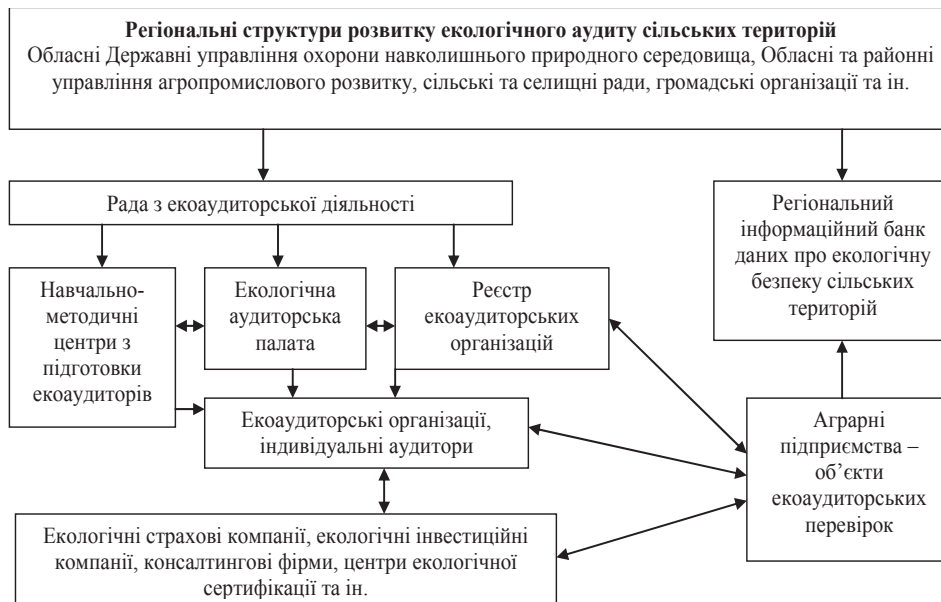 Регіональні структури розвитку екологічного аудиту сільських територій
Обласні Державні управління охорони навколишнього природного середовища, Обласні та районні
управління агропромислового розвитку, сільські та селищні ради, громадські організації та ін.
Рада з екоаудиторської діяльності
Регіональний
інформаційний банк
даних про екологічну
безпеку сільських
територій
Навчально-
методичні
центри з
підготовки
екоаудиторів
Екологічна
аудиторська
палата
Реєстр
екоаудиторських
організацій
Екоаудиторські організації,
індивідуальні аудитори
Аграрні
підприємства –
об’єкти
екоаудиторських
перевірок
Екологічні страхові компанії, екологічні інвестиційні
компанії, консалтингові фірми, центри екологічної
сертифікації та ін.